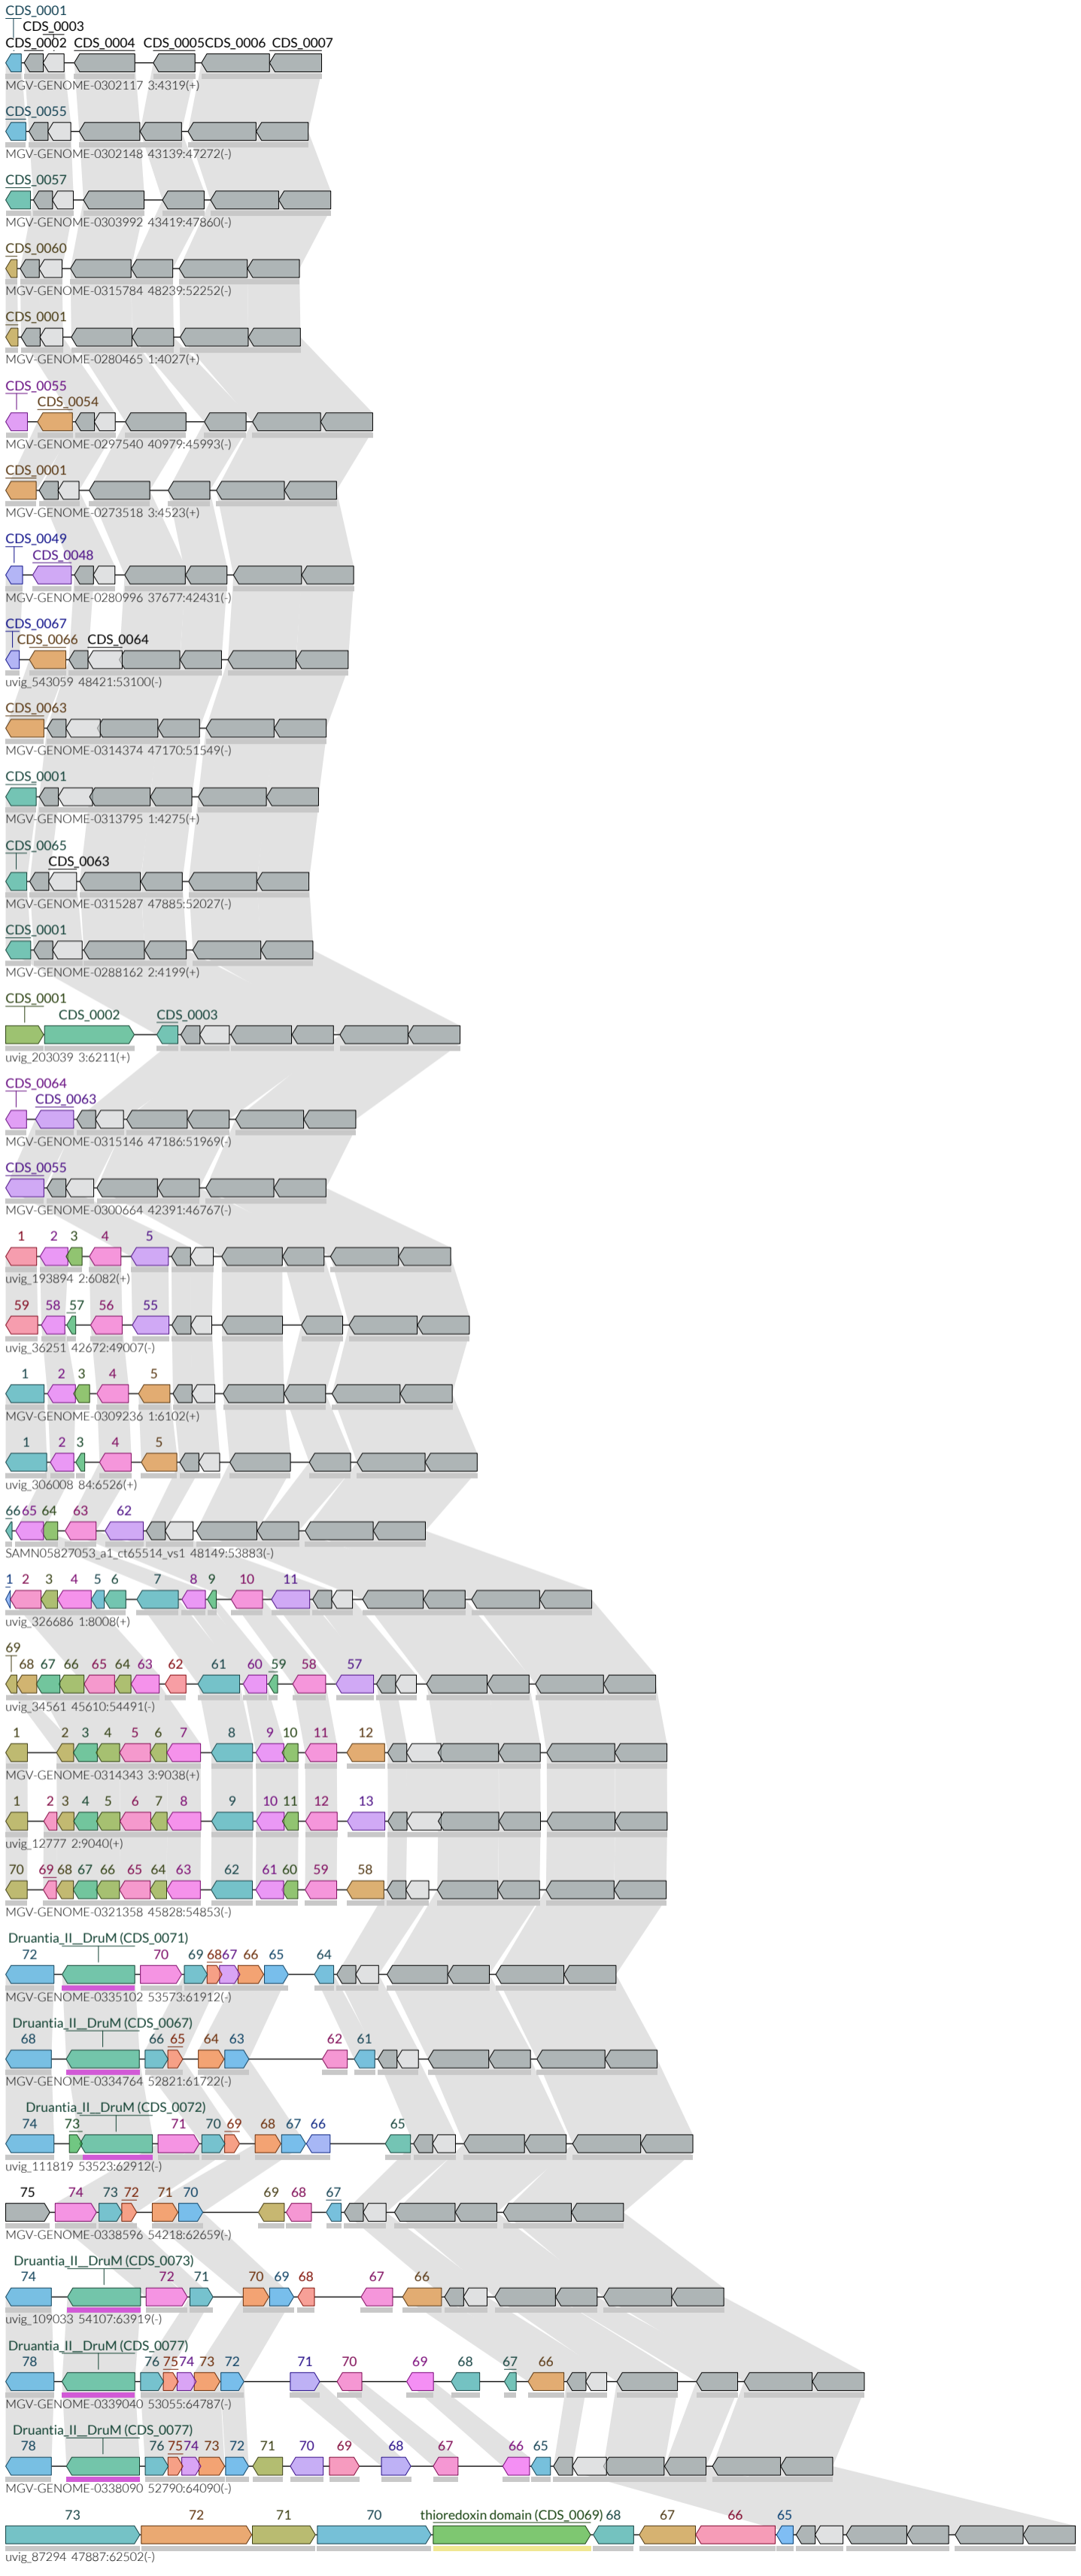 CDS_0001
CDS_0003
CDS_0002 CDS_0004 CDS_0005 CDS_0006 CDS_0007
MGV-GENOME-0302117 3:4319(+)
CDS_0055
MGV-GENOME-0302148 43139:47272(-)
CDS_0057
MGV-GENOME-0303992 43419:47860(-)
CDS_0060
MGV-GENOME-0315784 48239:52252(-)
CDS_0001
MGV-GENOME-0280465 1:4027(+)
CDS_0055
CDS_0054
MGV-GENOME-0297540 40979:45993(-)
CDS_0001
MGV-GENOME-0273518 3:4523(+)
CDS_0049
CDS_0048
MGV-GENOME-0280996 37677:42431(-)
CDS_0067
CDS_0066 CDS_0064
uvig_543059 48421:53100(-)
CDS_0063
MGV-GENOME-0314374 47170:51549(-)
CDS_0001
MGV-GENOME-0313795 1:4275(+)
CDS_0065
CDS_0063
MGV-GENOME-0315287 47885:52027(-)
CDS_0001
MGV-GENOME-0288162 2:4199(+)
CDS_0001
CDS_0002 CDS_0003
uvig_203039 3:6211(+)
CDS_0064
CDS_0063
MGV-GENOME-0315146 47186:51969(-)
CDS_0055
MGV-GENOME-0300664 42391:46767(-)
1 2 3 4 5
uvig_193894 2:6082(+)
59 58 57 56 55
uvig_36251 42672:49007(-)
1 2 3 4 5
MGV-GENOME-0309236 1:6102(+)
1 2 3 4 5
uvig_306008 84:6526(+)
66 65 64 63 62
SAMN05827053_a1_ct65514_vs1 48149:53883(-)
1 2 3 4 5 6 7 8 9 10 11
uvig_326686 1:8008(+)
69
68 67 66 65 64 63 62 61 60 59 58 57
uvig_34561 45610:54491(-)
1 2 3 4 5 6 7 8 9 10 11 12
MGV-GENOME-0314343 3:9038(+)
1 2 3 4 5 6 7 8 9 10 11 12 13
uvig_12777 2:9040(+)
70 69 68 67 66 65 64 63 62 61 60 59 58
MGV-GENOME-0321358 45828:54853(-)
Druantia_II__DruM (CDS_0071)
72 70 69 68 67 66 65 64
MGV-GENOME-0335102 53573:61912(-)
Druantia_II__DruM (CDS_0067)
68 66 65 64 63 62 61
MGV-GENOME-0334764 52821:61722(-)
Druantia_II__DruM (CDS_0072)
74 73 71 70 69 68 67 66 65
uvig_111819 53523:62912(-)
75 74 73 72 71 70 69 68 67
MGV-GENOME-0338596 54218:62659(-)
Druantia_II__DruM (CDS_0073)
74 72 71 70 69 68 67 66
uvig_109033 54107:63919(-)
Druantia_II__DruM (CDS_0077)
78 76 75 74 73 72 71 70 69 68 67 66
MGV-GENOME-0339040 53055:64787(-)
Druantia_II__DruM (CDS_0077)
78 76 75 74 73 72 71 70 69 68 67 66 65
MGV-GENOME-0338090 52790:64090(-)
73 72 71 70 thioredoxin domain (CDS_0069) 68 67 66 65
uvig_87294 47887:62502(-)